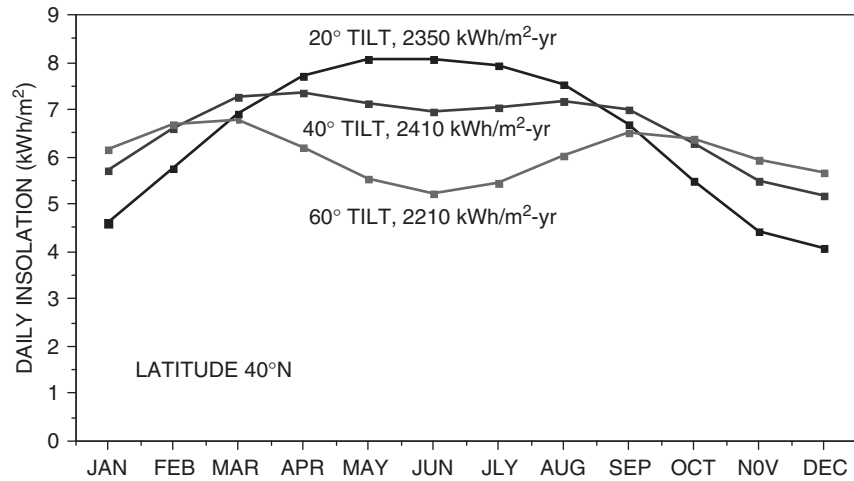 9
8
7
6
5
4
3
2
1
0
DAILY INSOLATION (kWh/m²)
20° TILT, 2350 kWh/m²-yr
40° TILT, 2410 kWh/m²-yr
60° TILT, 2210 kWh/m²-yr
LATITUDE 40°N
JAN FEB MAR APR MAY JUN JLY AUG SEP OCT N0V DEC